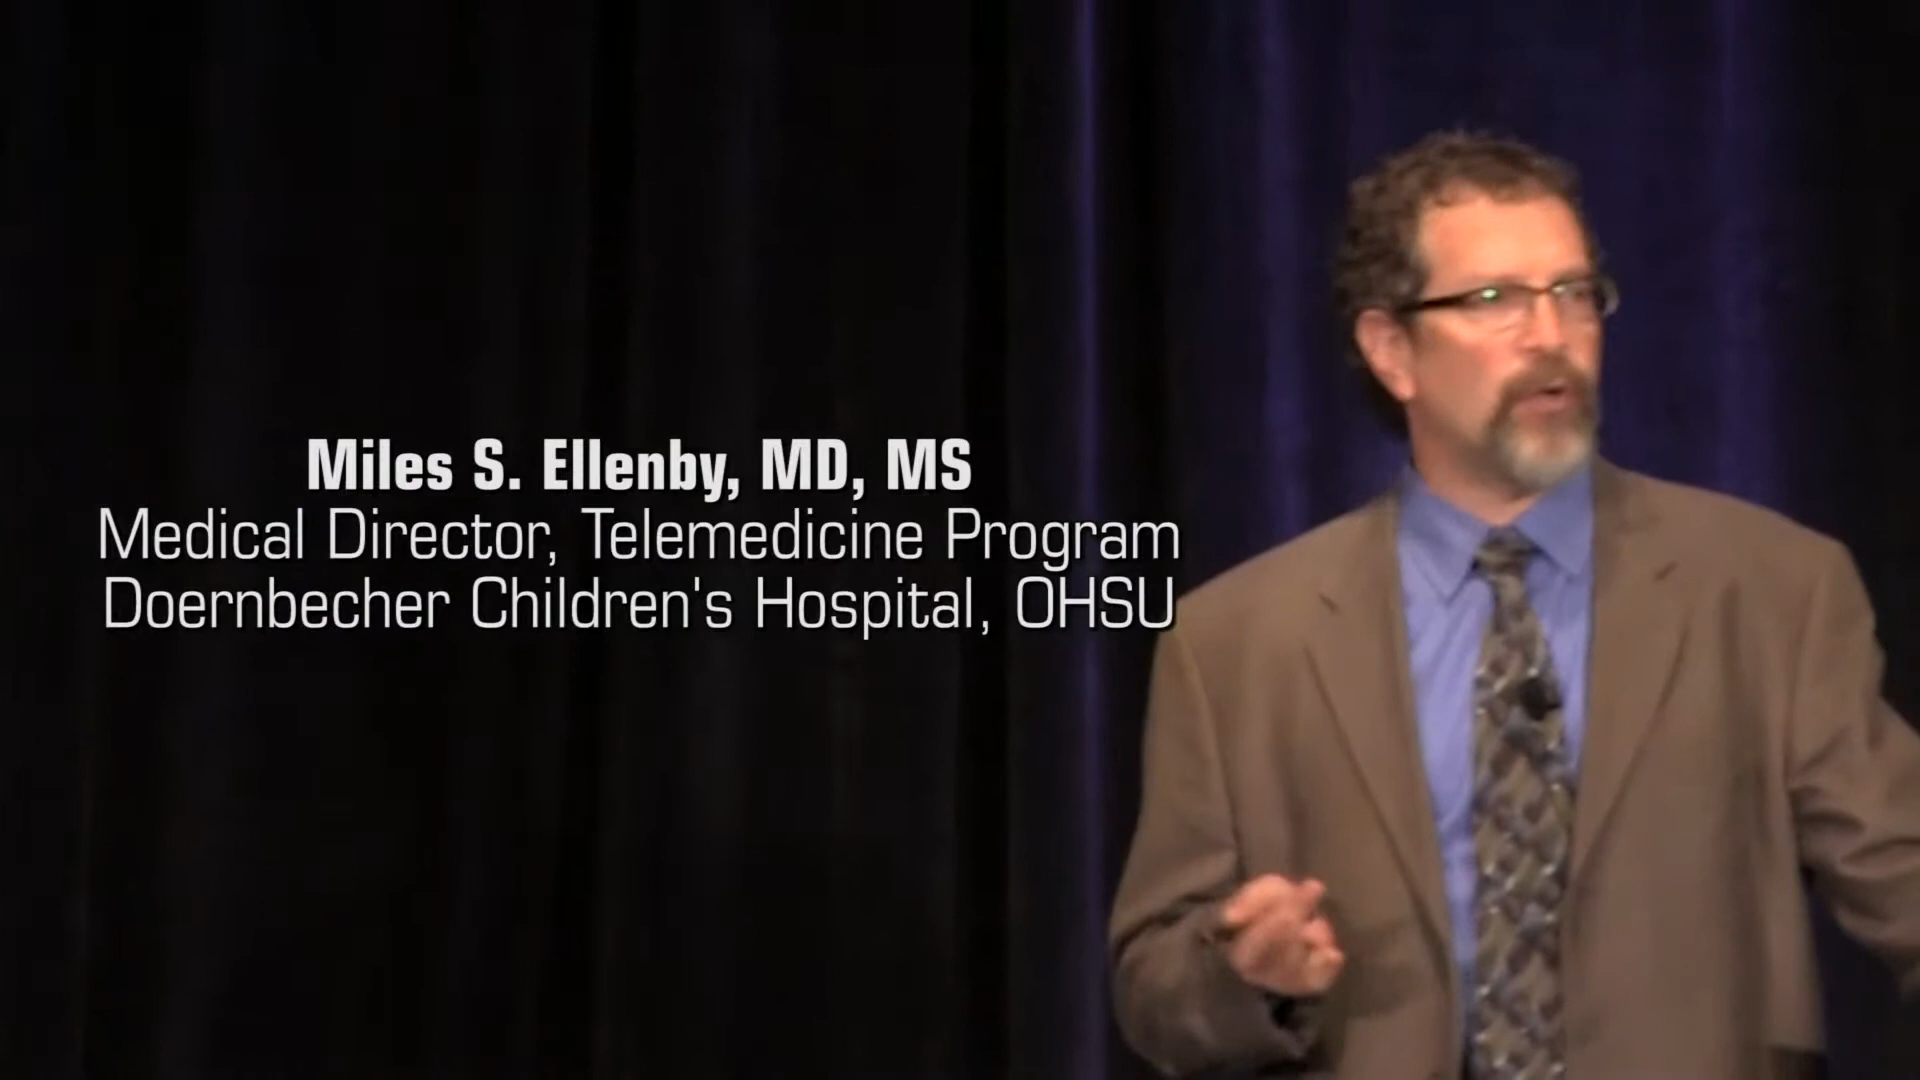 Miles S. Ellenby, MD, MS
Medical Director, Telemedicine Program
Doernbecher Children's Hospital, OHSU